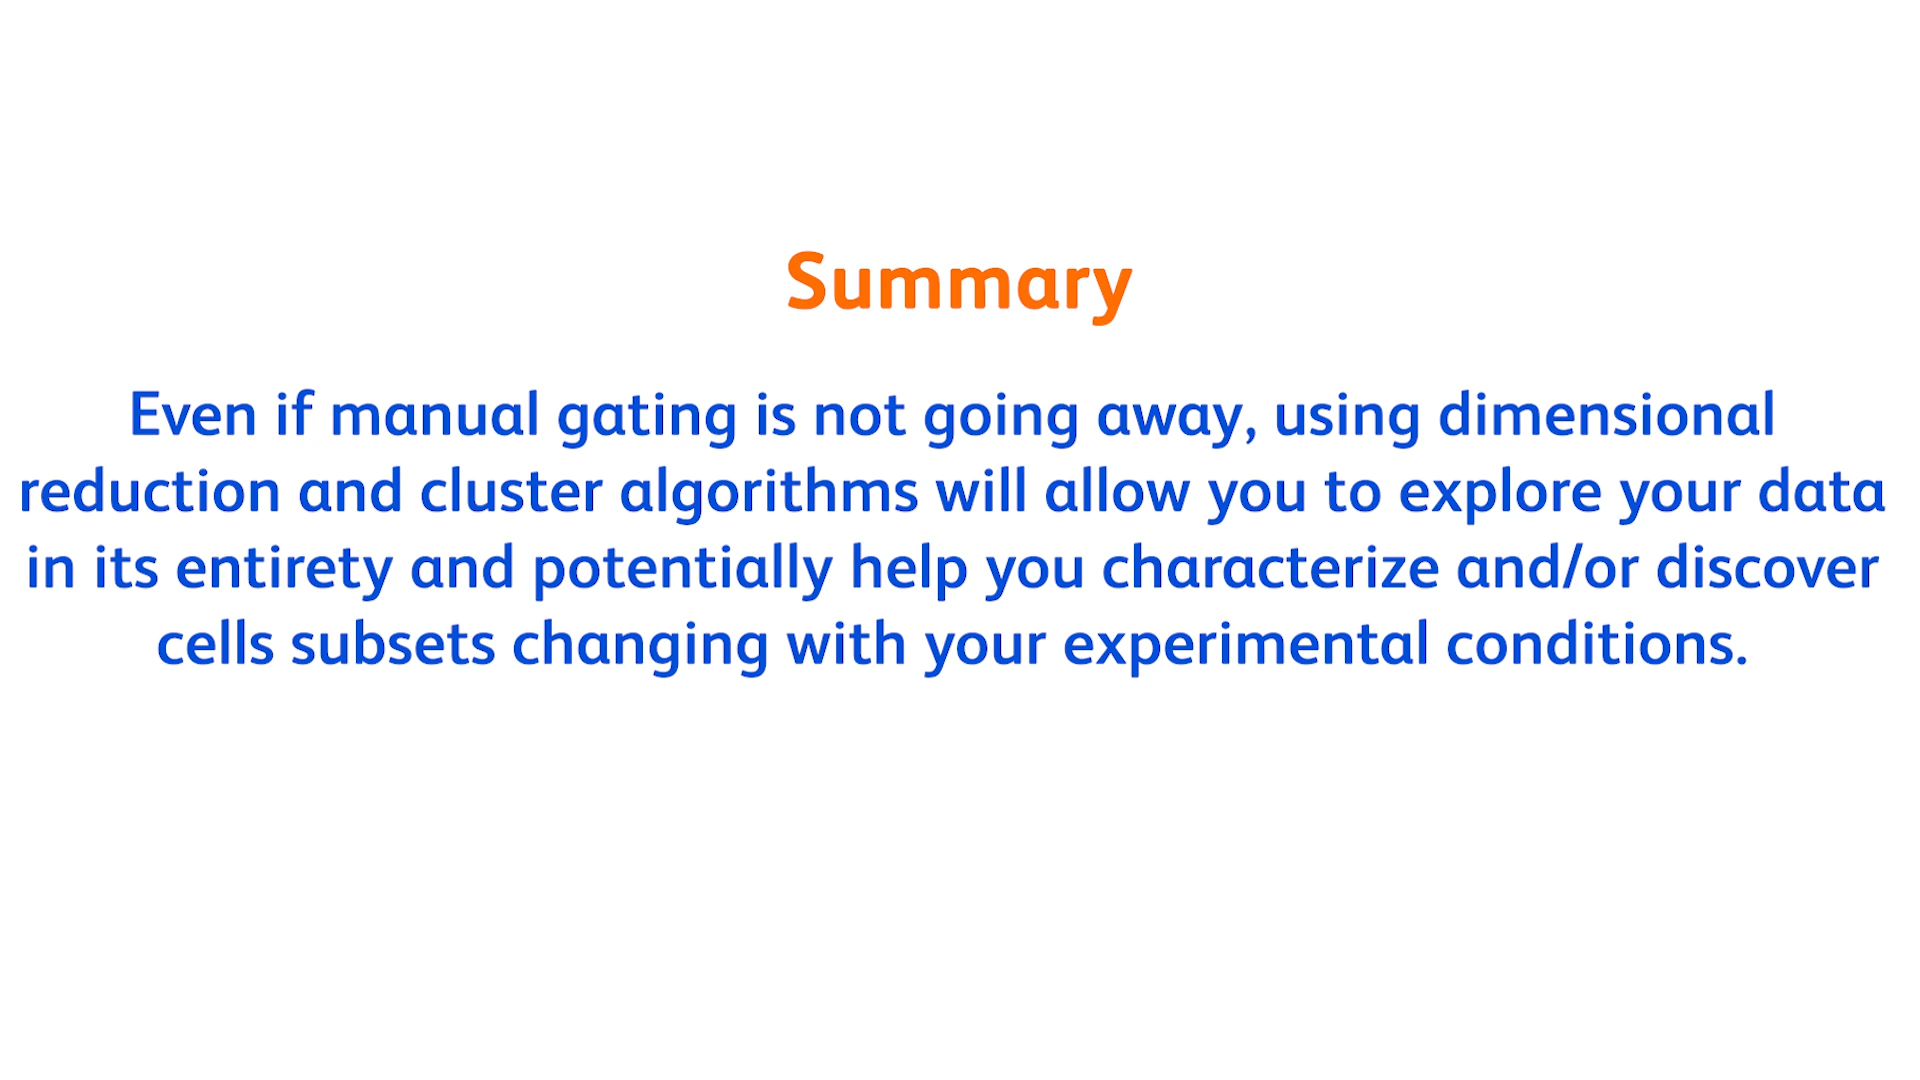 Summary
Even if manual gating is not going away, using dimensional
reduction and cluster algorithms will allow you to explore your data
in its entirety and potentially help you characterize and/or discover
cells subsets changing with your experimental conditions.